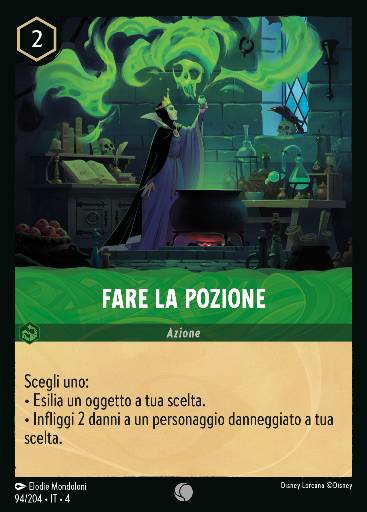 2
FARE LA POZIONE
Azione
Scegli uno:
• Esilia un oggetto a tua scelta.
• Infliggi 2 danni a un personaggio danneggiato a tua
scelta.
Elodie Mondoloni
Disney Lorcana ©Disney
94/204 • IT • 4